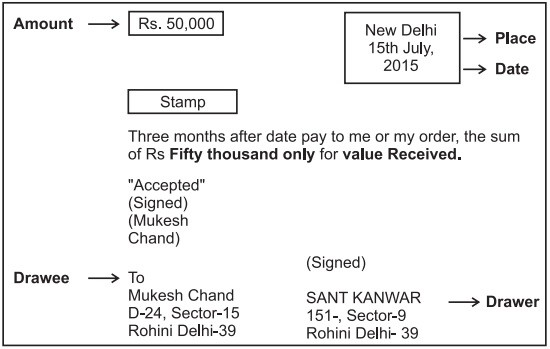 Amount Rs. 50,000
New Delhi
15th July,
2015
Place
Date
Stamp
Three months after date pay to me or my order, the sum
of Rs Fifty thousand only for value Received.
"Accepted"
(Signed)
(Mukesh
Chand)
(Signed)
Drawee To
Mukesh Chand
D-24, Sector-15
Rohini Delhi-39
SANT KANWAR
151-, Sector-9
Rohini Delhi- 39
Drawer